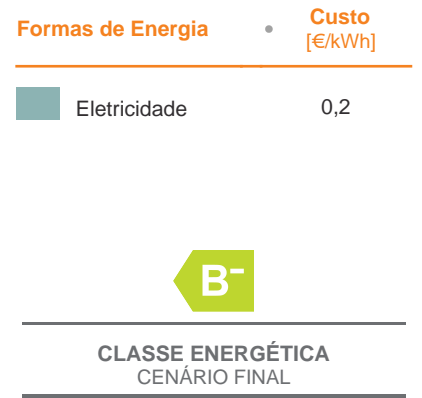 Formas de Energia • Custo
[€/kWh]
Eletricidade 0,2
B⁻
CLASSE ENERGÉTICA
CENÁRIO FINAL